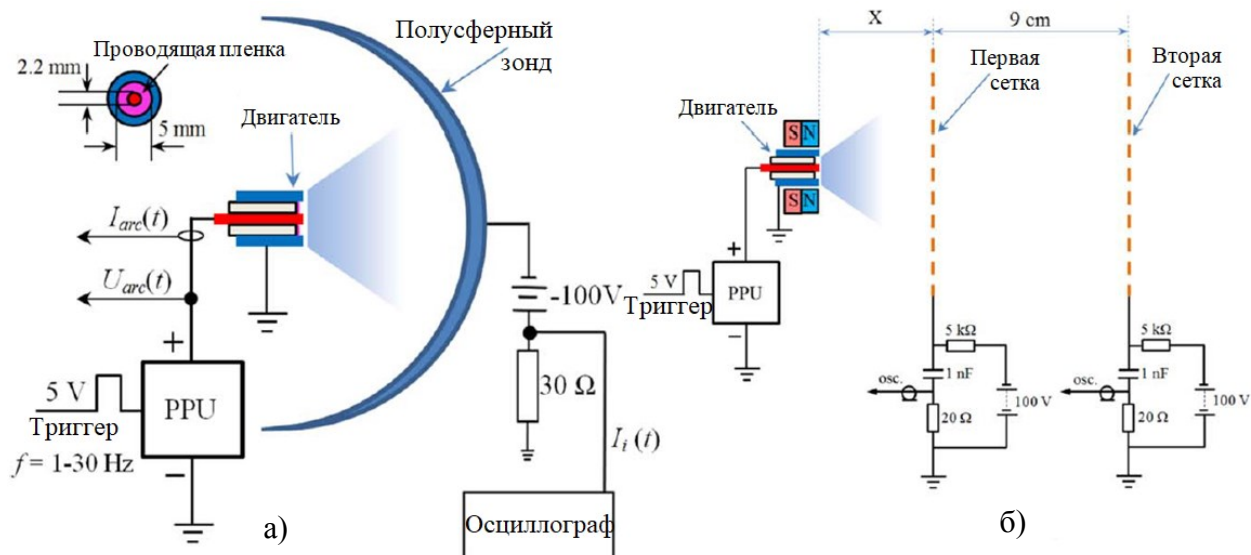 Проводящая пленка
2.2 mm
5 mm
Полусферный
зонд
Двигатель
I_arc(t)
U_arc(t)
+
5 V
Триггер
PPU
f = 1-30 Hz
−
-100V
30 Ω
I_i (t)
Осциллограф
а)
X
9 cm
Первая
сетка
Вторая
сетка
Двигатель
S N
S N
+
5 V
Триггер
PPU
−
5 kΩ
1 nF
osc.
20 Ω
100 V
5 kΩ
1 nF
osc.
20 Ω
100 V
б)